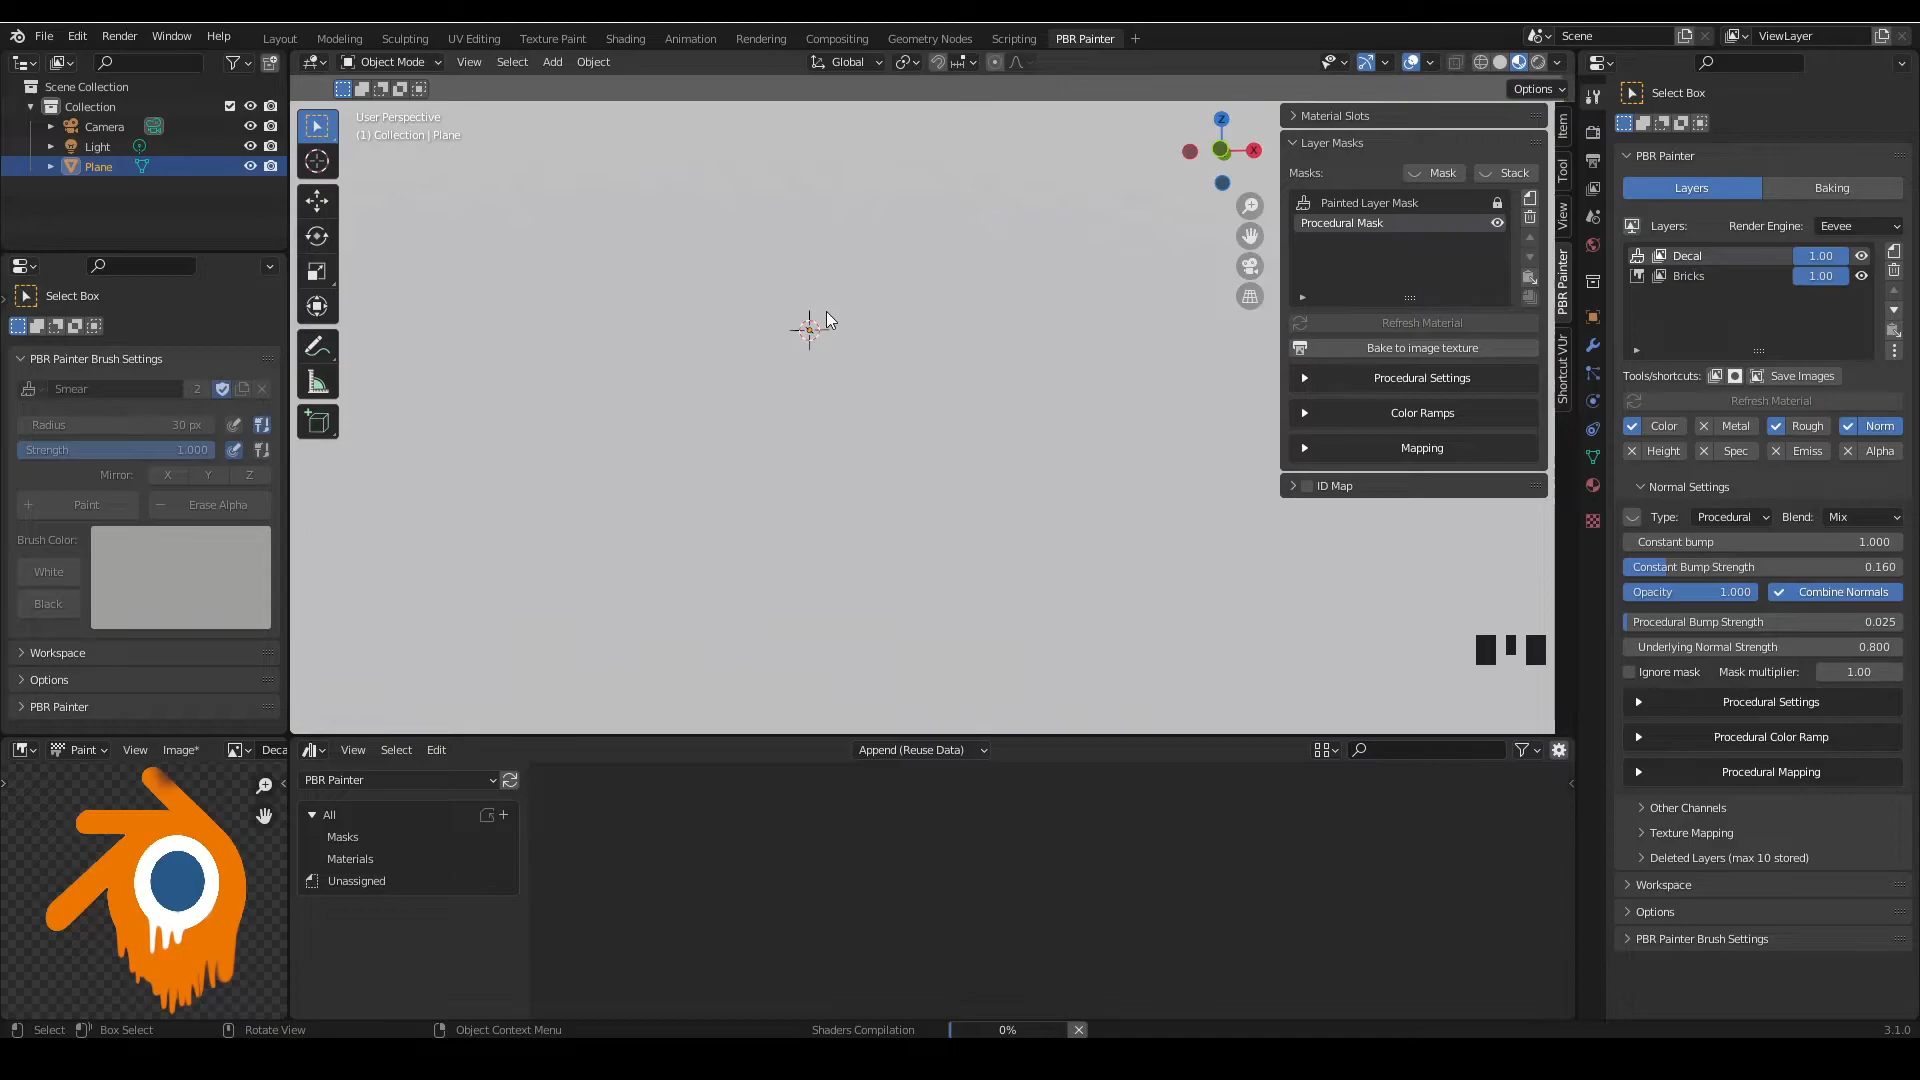 File Edit Render Window Help
Layout Modeling Sculpting UV Editing Texture Paint Shading Animation Rendering Compositing Geometry Nodes Scripting PBR Painter
Scene
ViewLayer
Scene Collection
Collection
Camera
Light
Plane
Object Mode View Select Add Object
Global
Options
User Perspective
(1) Collection | Plane
Z
X
Select Box
PBR Painter Brush Settings
Smear 2
Radius 30 px
Strength 1.000
Mirror: X Y Z
Paint
Erase Alpha
Brush Color:
White
Black
Workspace
Options
PBR Painter
Material Slots
Layer Masks
Masks: Mask Stack
Painted Layer Mask
Procedural Mask
Refresh Material
Bake to image texture
Procedural Settings
Color Ramps
Mapping
ID Map
Item
Tool
View
PBR Painter
Shortcut VUr
Select Box
PBR Painter
Layers Baking
Layers: Render Engine: Eevee
Decal 1.00
Bricks 1.00
Tools/shortcuts: Save Images
Refresh Material
Color Metal Rough Norm
Height Spec Emiss Alpha
Normal Settings
Type: Procedural Blend: Mix
Constant bump 1.000
Constant Bump Strength 0.160
Opacity 1.000 Combine Normals
Procedural Bump Strength 0.025
Underlying Normal Strength 0.800
Ignore mask Mask multiplier: 1.00
Procedural Settings
Procedural Color Ramp
Procedural Mapping
Other Channels
Texture Mapping
Deleted Layers (max 10 stored)
Workspace
Options
PBR Painter Brush Settings
Paint View Image* Deca
View Select Edit
Append (Reuse Data)
PBR Painter
All
Masks
Materials
Unassigned
Select Box Select Rotate View Object Context Menu
Shaders Compilation 0%
3.1.0